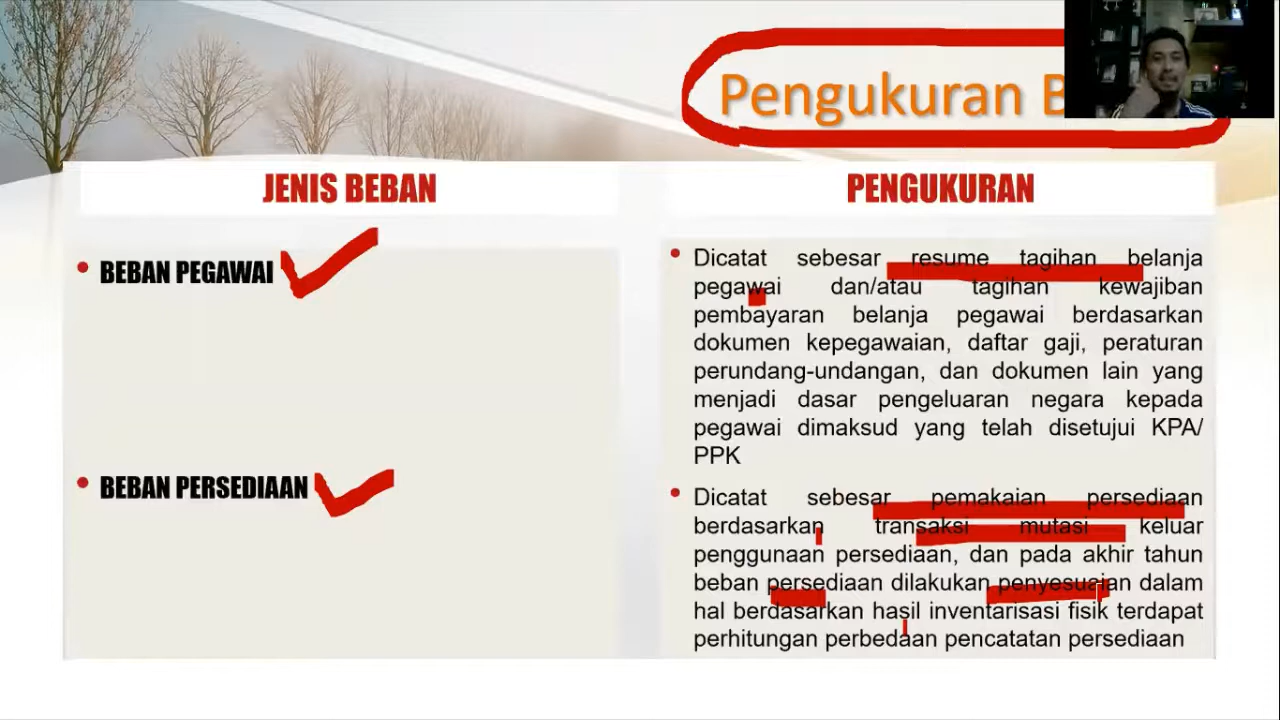 Pengukuran
JENIS BEBAN
PENGUKURAN
• BEBAN PEGAWAI
• Dicatat sebesar resume tagihan belanja
pegawai dan/atau tagihan kewajiban
pembayaran belanja pegawai berdasarkan
dokumen kepegawaian, daftar gaji, peraturan
perundang-undangan, dan dokumen lain yang
menjadi dasar pengeluaran negara kepada
pegawai dimaksud yang telah disetujui KPA/
PPK
• BEBAN PERSEDIAAN
• Dicatat sebesar pemakaian persediaan
berdasarkan transaksi mutasi keluar
penggunaan persediaan, dan pada akhir tahun
beban persediaan dilakukan penyesuaian dalam
hal berdasarkan hasil inventarisasi fisik terdapat
perhitungan perbedaan pencatatan persediaan